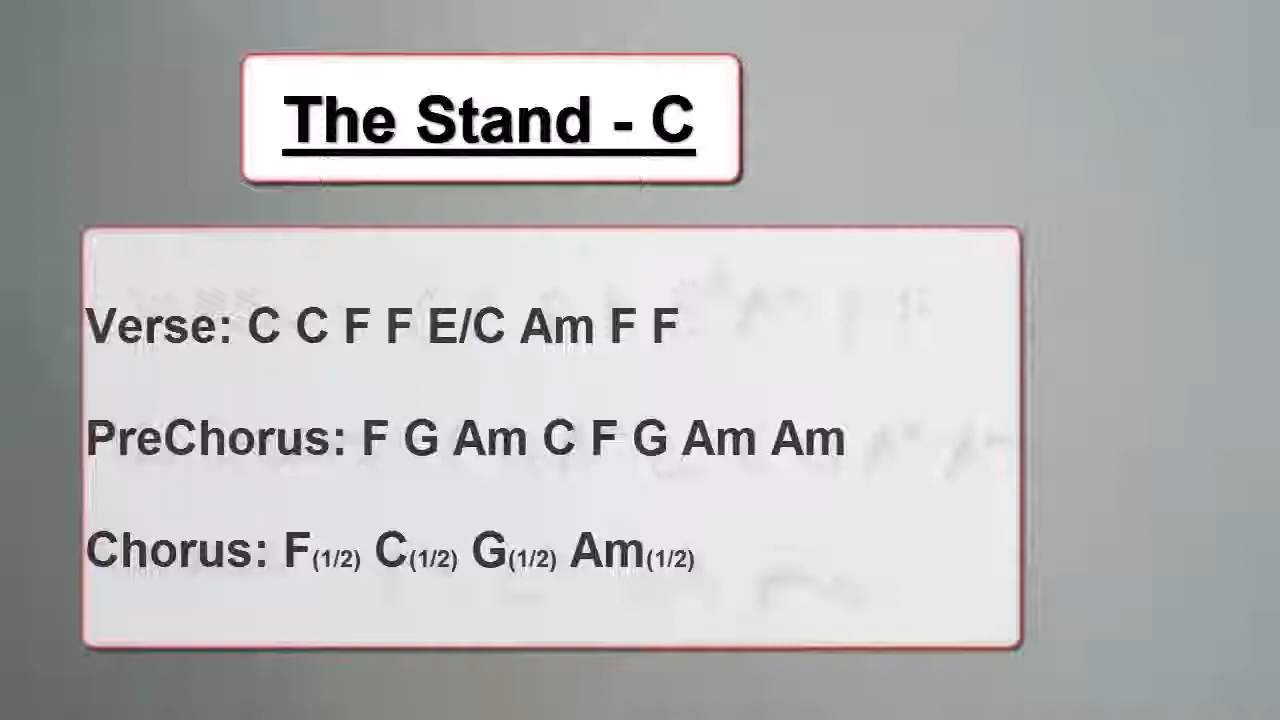 The Stand - C
Verse: C C F F E/C Am F F
PreChorus: F G Am C F G Am Am
Chorus: F(1/2) C(1/2) G(1/2) Am(1/2)